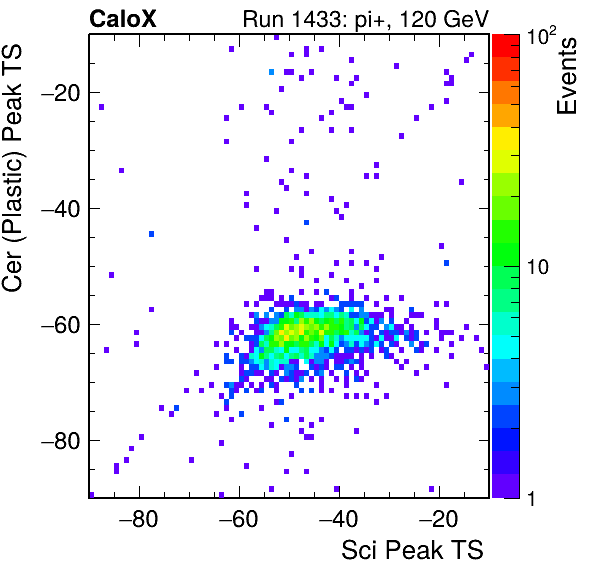 CaloX Run 1433: pi+, 120 GeV
Cer (Plastic) Peak TS
−20
−40
−60
−80
−80 −60 −40 −20
Sci Peak TS
10²
10
1
Events